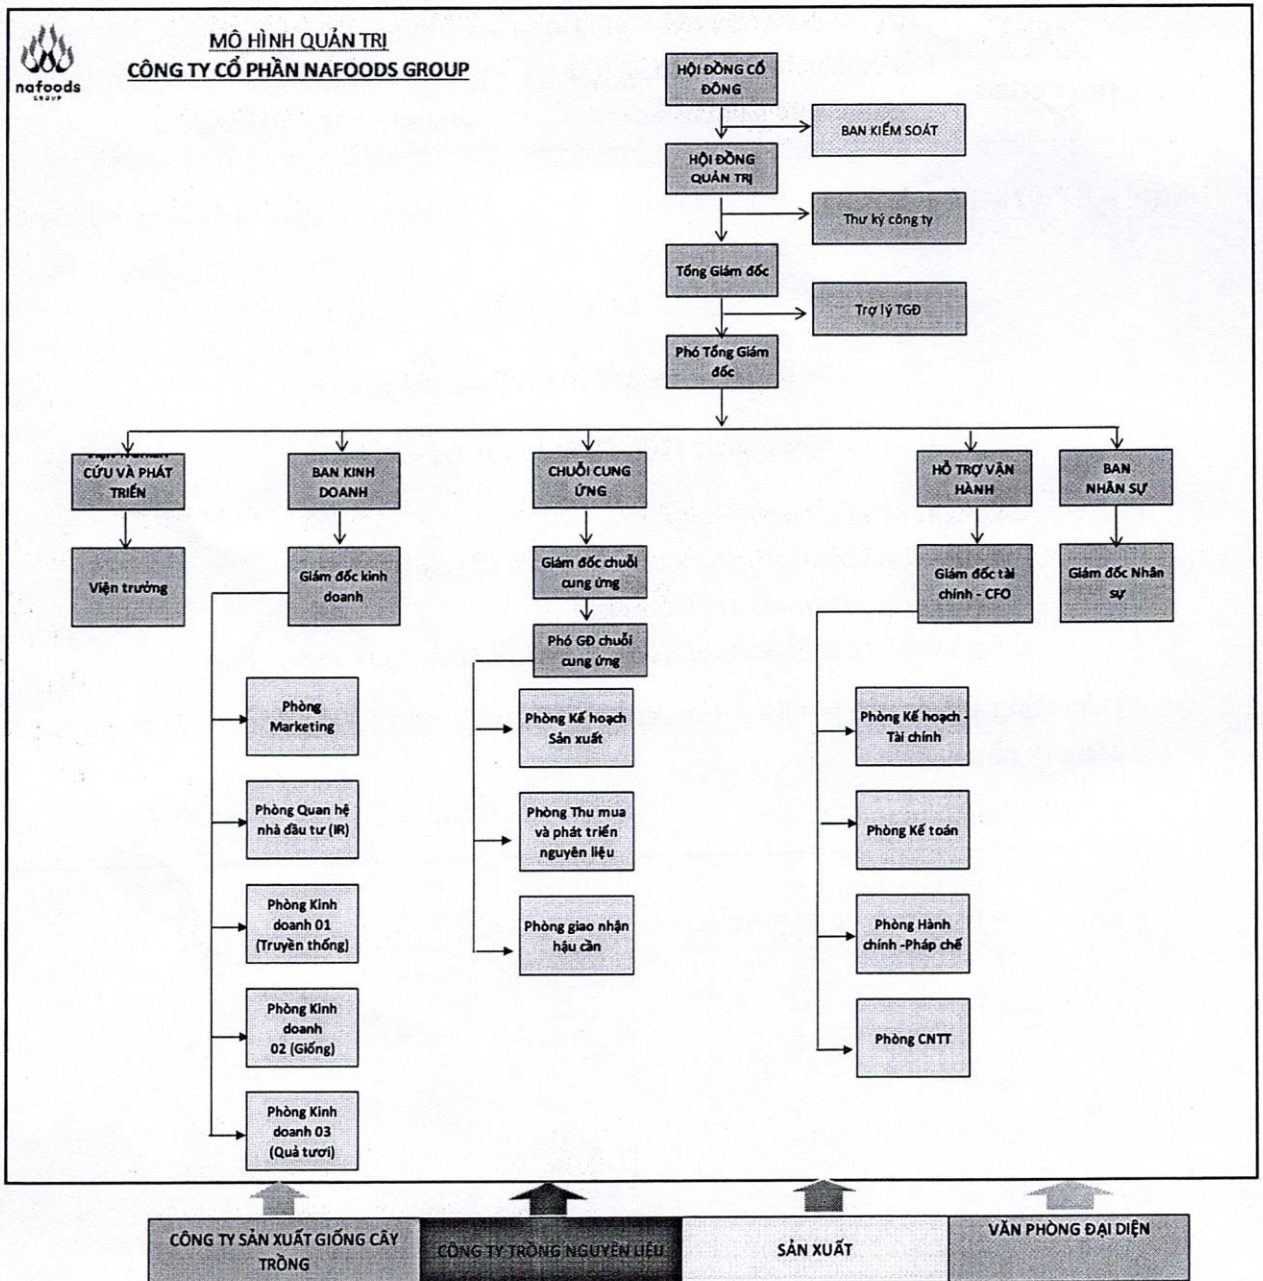 nafoods
GROUP
MÔ HÌNH QUẢN TRỊ
CÔNG TY CỔ PHẦN NAFOODS GROUP
HỘI ĐỒNG CỔ
ĐÔNG
BAN KIỂM SOÁT
HỘI ĐỒNG
QUẢN TRỊ
Thư ký công ty
Tổng Giám đốc
Trợ lý TGĐ
Phó Tổng Giám
đốc
CỨU VÀ PHÁT
TRIỂN
BAN KINH
DOANH
CHUỖI CUNG
ỨNG
HỖ TRỢ VẬN
HÀNH
BAN
NHÂN SỰ
Viện trưởng
Giám đốc kinh
doanh
Giám đốc chuỗi
cung ứng
Giám đốc tài
chính - CFO
Giám đốc Nhân
sự
Phó GĐ chuỗi
cung ứng
Phòng
Marketing
Phòng Quan hệ
nhà đầu tư (IR)
Phòng Kinh
doanh 01
(Truyền thống)
Phòng Kinh
doanh
02 (Giống)
Phòng Kinh
doanh 03
(Quả tươi)
Phòng Kế hoạch
Sản xuất
Phòng Thu mua
và phát triển
nguyên liệu
Phòng giao nhận
hậu cần
Phòng Kế hoạch -
Tài chính
Phòng Kế toán
Phòng Hành
chính -Pháp chế
Phòng CNTT
CÔNG TY SẢN XUẤT GIỐNG CÂY
TRỒNG
CÔNG TY TRỒNG NGUYÊN LIỆU
SẢN XUẤT
VĂN PHÒNG ĐẠI DIỆN